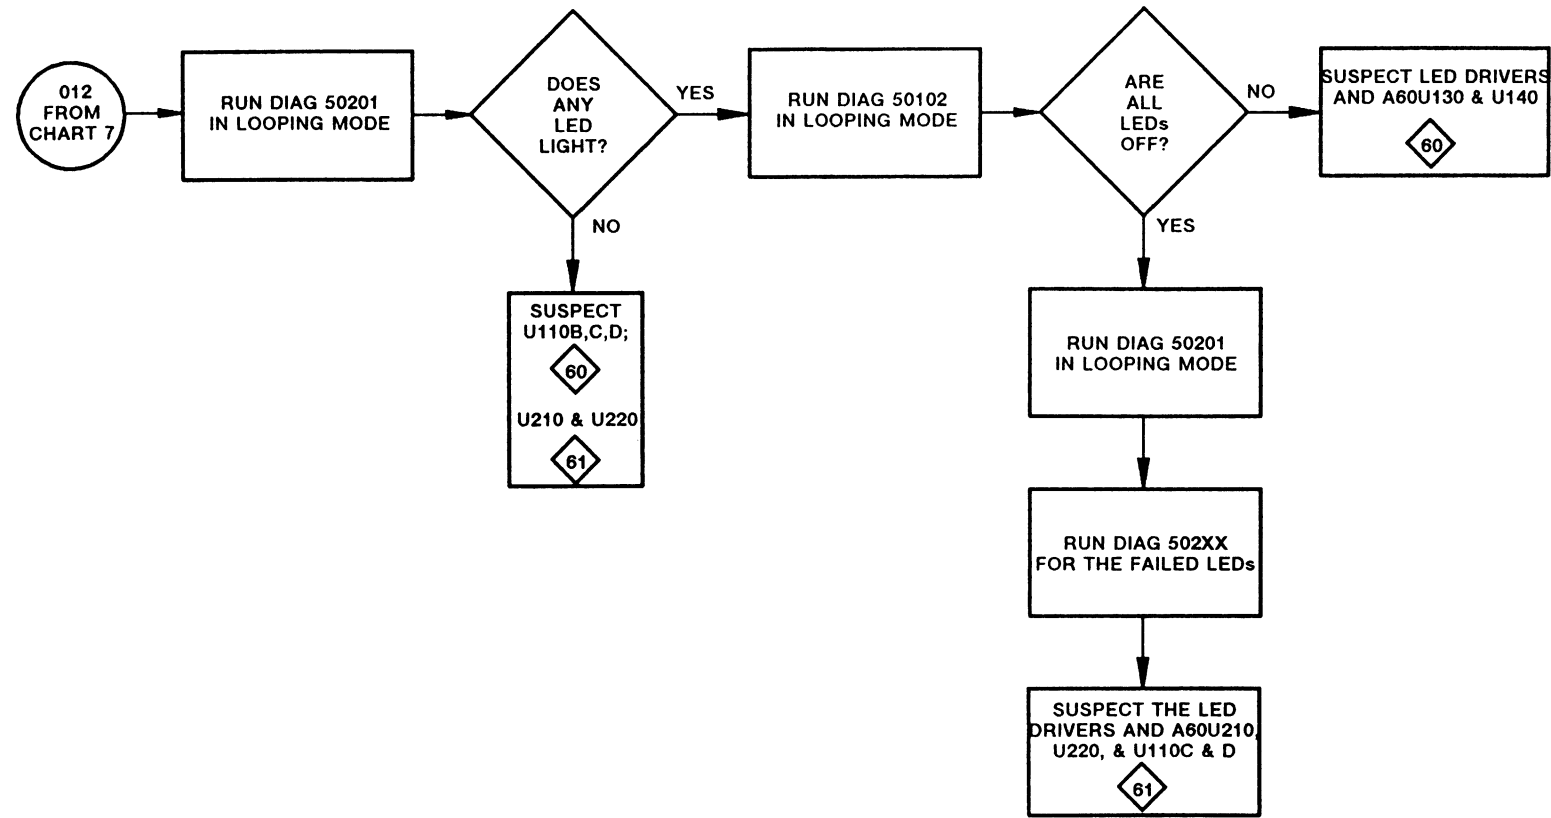 012
FROM
CHART 7
RUN DIAG 50201
IN LOOPING MODE
DOES
ANY
LED
LIGHT?
YES
NO
SUSPECT
U110B,C,D;
60
U210 & U220
61
RUN DIAG 50102
IN LOOPING MODE
ARE
ALL
LEDs
OFF?
NO
YES
SUSPECT LED DRIVERS
AND A60U130 & U140
60
RUN DIAG 50201
IN LOOPING MODE
RUN DIAG 502XX
FOR THE FAILED LEDs
SUSPECT THE LED
DRIVERS AND A60U210,
U220, & U110C & D
61